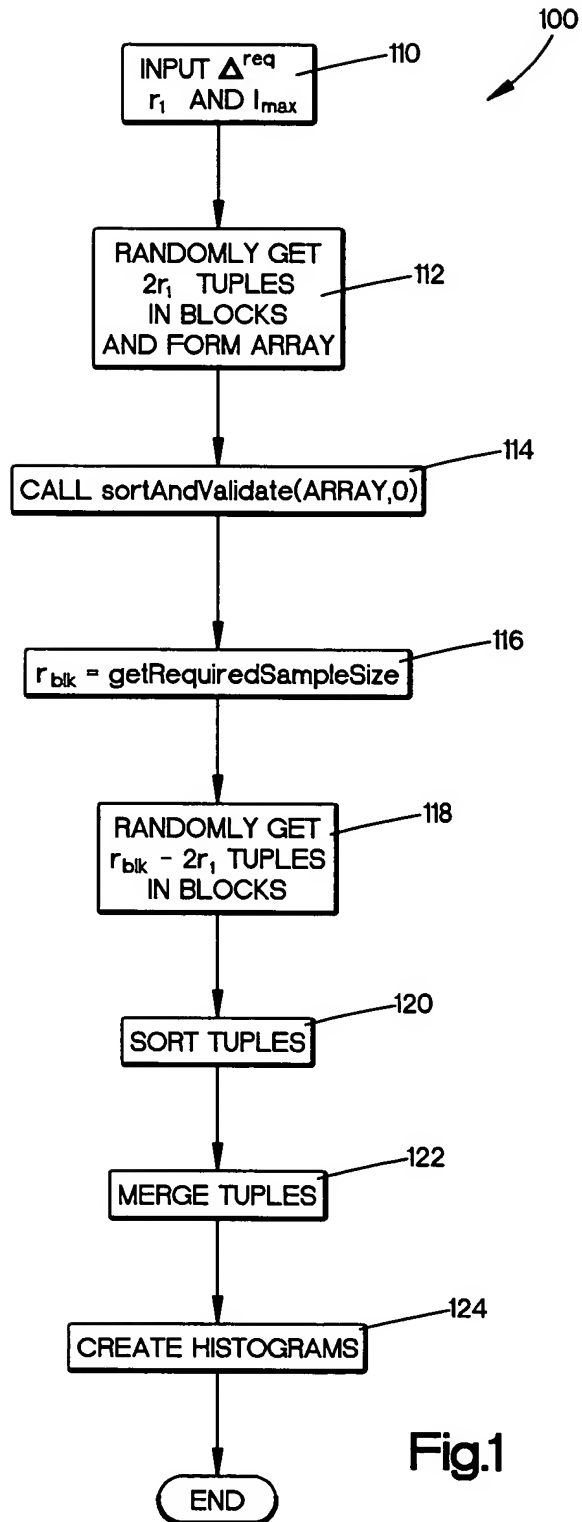 100
INPUT Δ^req
r₁ AND l_max
110
RANDOMLY GET
2r₁ TUPLES
IN BLOCKS
AND FORM ARRAY
112
114
CALL sortAndValidate(ARRAY,0)
116
r_blk = getRequiredSampleSize
RANDOMLY GET
r_blk - 2r₁ TUPLES
IN BLOCKS
118
120
SORT TUPLES
122
MERGE TUPLES
124
CREATE HISTOGRAMS
END
Fig.1